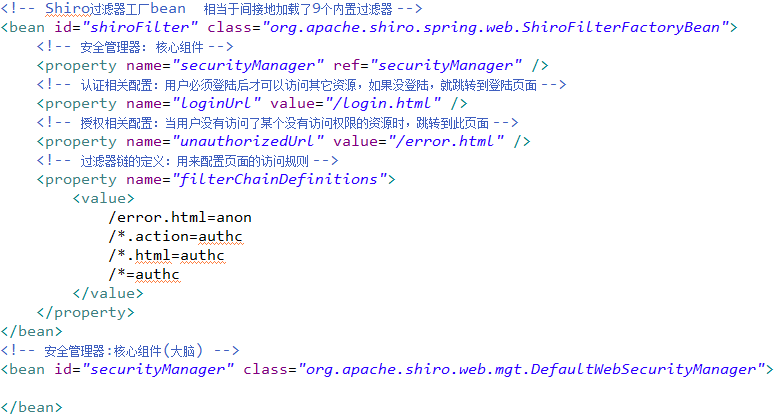 <!-- Shiro过滤器工厂bean  相当于间接地加载了9个内置过滤器 -->
<bean id="shiroFilter" class="org.apache.shiro.spring.web.ShiroFilterFactoryBean">
    <!-- 安全管理器: 核心组件 -->
    <property name="securityManager" ref="securityManager" />
    <!-- 认证相关配置: 用户必须登陆后才可以访问其它资源，如果没登陆，就跳转到登陆页面 -->
    <property name="loginUrl" value="/login.html" />
    <!-- 授权相关配置: 当用户没有访问了某个没有访问权限的资源时，跳转到此页面 -->
    <property name="unauthorizedUrl" value="/error.html" />
    <!-- 过滤器链的定义: 用来配置页面的访问规则 -->
    <property name="filterChainDefinitions">
        <value>
            /error.html=anon
            /*.action=authc
            /*.html=authc
            /*=authc
        </value>
    </property>
</bean>
<!-- 安全管理器:核心组件(大脑) -->
<bean id="securityManager" class="org.apache.shiro.web.mgt.DefaultWebSecurityManager">
</bean>